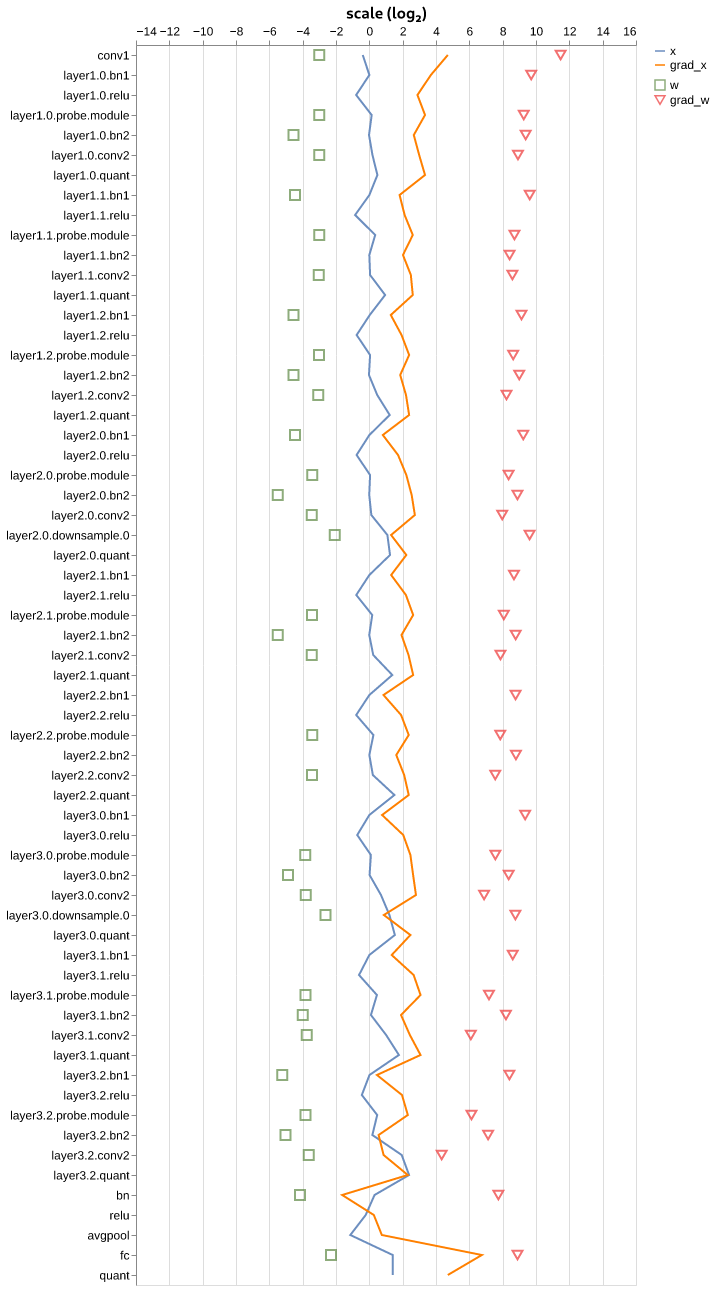 scale (log₂)
−14 −12 −10 −8 −6 −4 −2 0 2 4 6 8 10 12 14 16
x
grad_x
w
grad_w
conv1
layer1.0.bn1
layer1.0.relu
layer1.0.probe.module
layer1.0.bn2
layer1.0.conv2
layer1.0.quant
layer1.1.bn1
layer1.1.relu
layer1.1.probe.module
layer1.1.bn2
layer1.1.conv2
layer1.1.quant
layer1.2.bn1
layer1.2.relu
layer1.2.probe.module
layer1.2.bn2
layer1.2.conv2
layer1.2.quant
layer2.0.bn1
layer2.0.relu
layer2.0.probe.module
layer2.0.bn2
layer2.0.conv2
layer2.0.downsample.0
layer2.0.quant
layer2.1.bn1
layer2.1.relu
layer2.1.probe.module
layer2.1.bn2
layer2.1.conv2
layer2.1.quant
layer2.2.bn1
layer2.2.relu
layer2.2.probe.module
layer2.2.bn2
layer2.2.conv2
layer2.2.quant
layer3.0.bn1
layer3.0.relu
layer3.0.probe.module
layer3.0.bn2
layer3.0.conv2
layer3.0.downsample.0
layer3.0.quant
layer3.1.bn1
layer3.1.relu
layer3.1.probe.module
layer3.1.bn2
layer3.1.conv2
layer3.1.quant
layer3.2.bn1
layer3.2.relu
layer3.2.probe.module
layer3.2.bn2
layer3.2.conv2
layer3.2.quant
bn
relu
avgpool
fc
quant